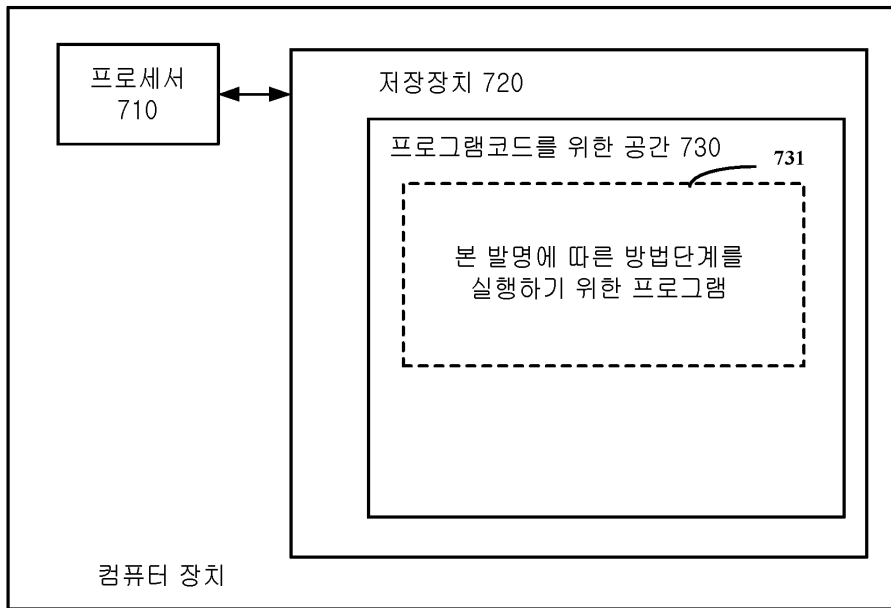 프로세서
710
저장장치 720
프로그램코드를 위한 공간 730
731
본 발명에 따른 방법단계를
실행하기 위한 프로그램
컴퓨터 장치